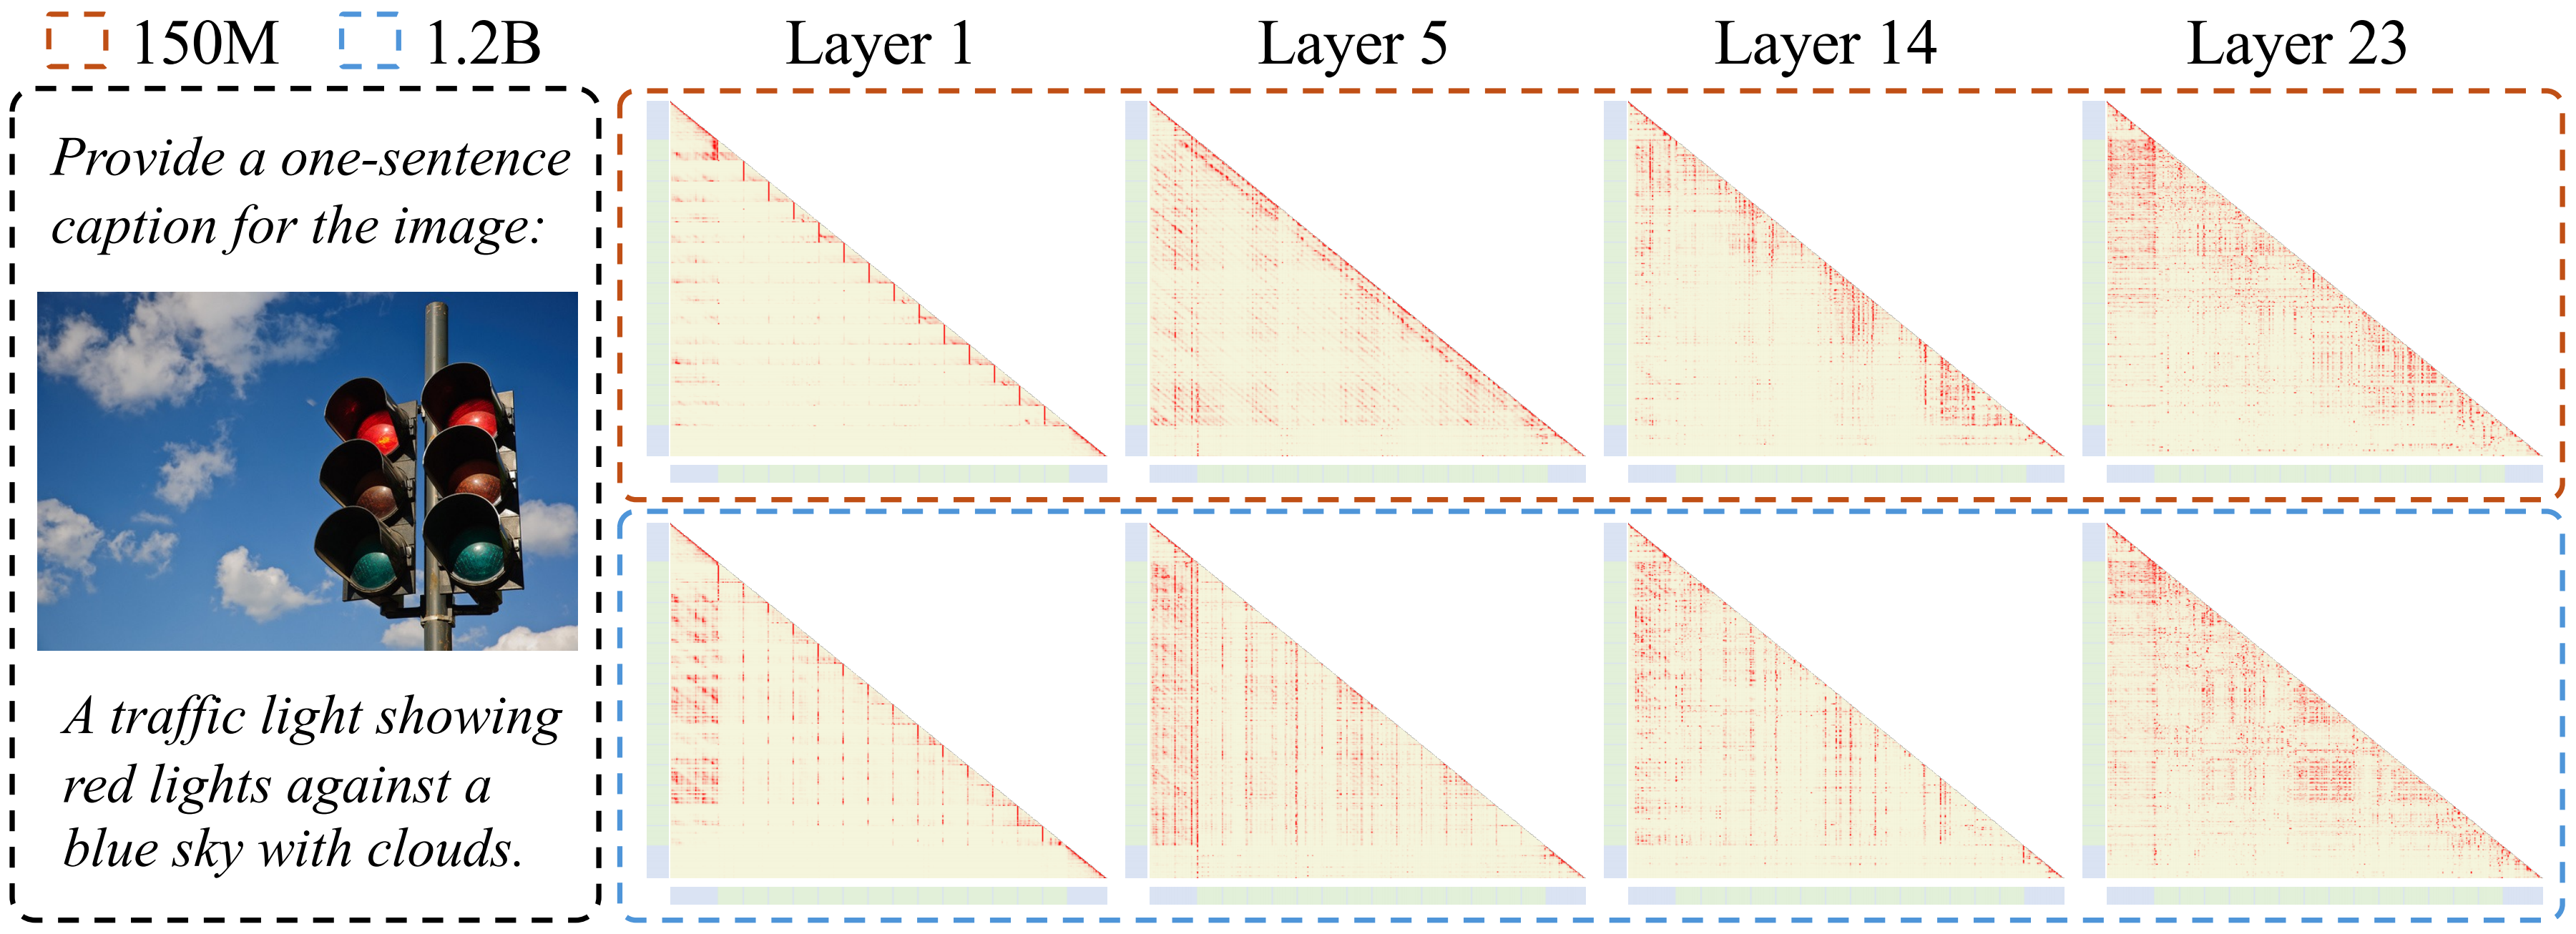 150M 1.2B Layer 1 Layer 5 Layer 14 Layer 23
Provide a one-sentence
caption for the image:
A traffic light showing
red lights against a
blue sky with clouds.